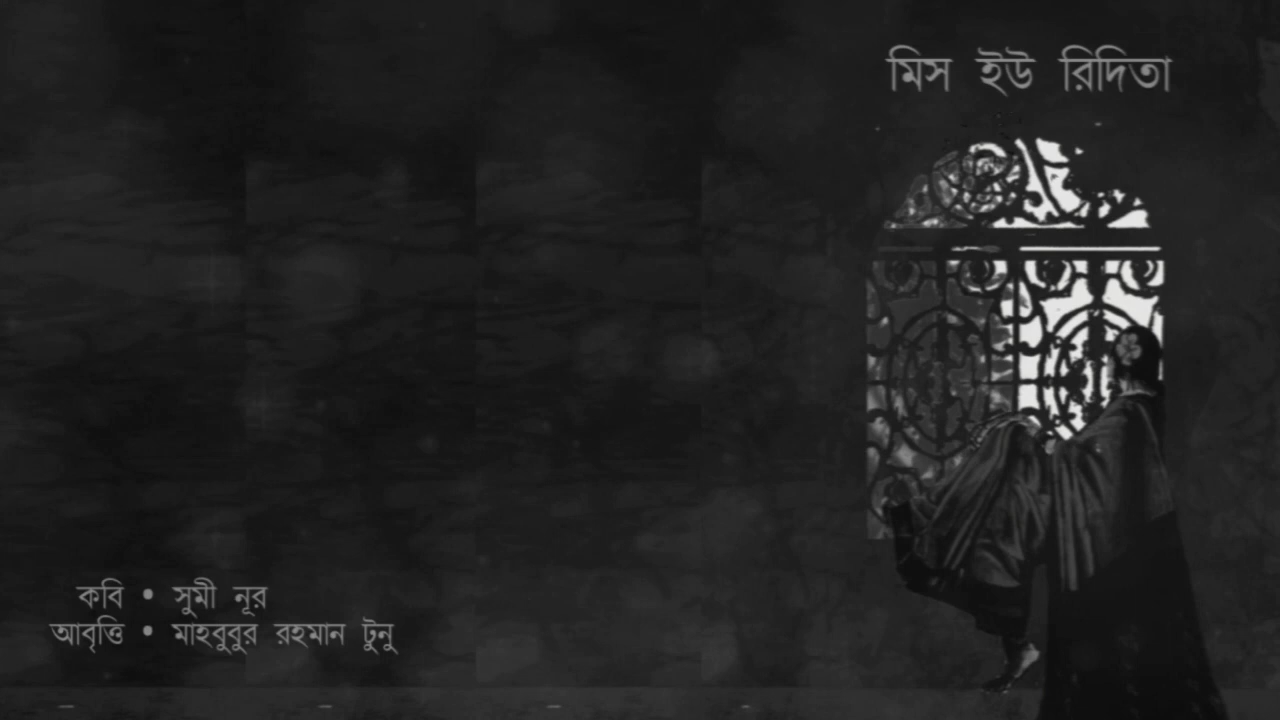 মিস ইউ রিদিতা
কবি • সুমী নূর
আবৃত্তি • মাহবুবুর রহমান টুনু